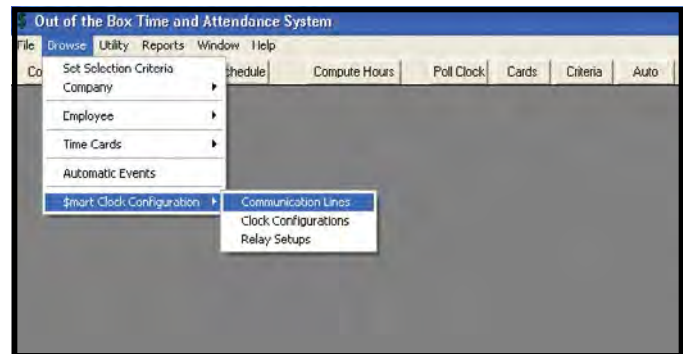 Out of the Box Time and Attendance System
File Browse Utility Reports Window Help
Co chedule Compute Hours Poll Clock Cards Criteria Auto
Set Selection Criteria
Company
Employee
Time Cards
Automatic Events
$mart Clock Configuration
Communication Lines
Clock Configurations
Relay Setups